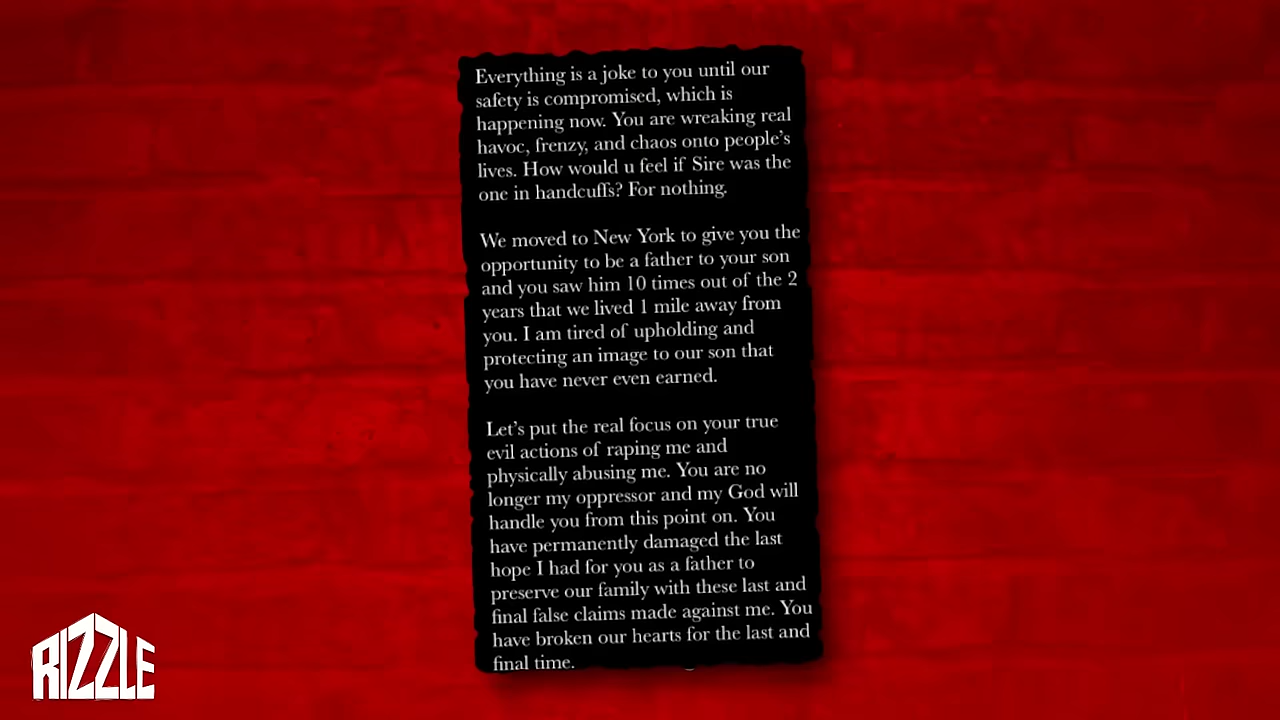 Everything is a joke to you until our
safety is compromised, which is
happening now. You are wreaking real
havoc, frenzy, and chaos onto people's
lives. How would u feel if Sire was the
one in handcuffs? For nothing.
We moved to New York to give you the
opportunity to be a father to your son
and you saw him 10 times out of the 2
years that we lived 1 mile away from
you. I am tired of upholding and
protecting an image to our son that
you have never even earned.
Let's put the real focus on your true
evil actions of raping me and
physically abusing me. You are no
longer my oppressor and my God will
handle you from this point on. You
have permanently damaged the last
hope I had for you as a father to
preserve our family with these last and
final false claims made against me. You
have broken our hearts for the last and
final time.
RIZZLE